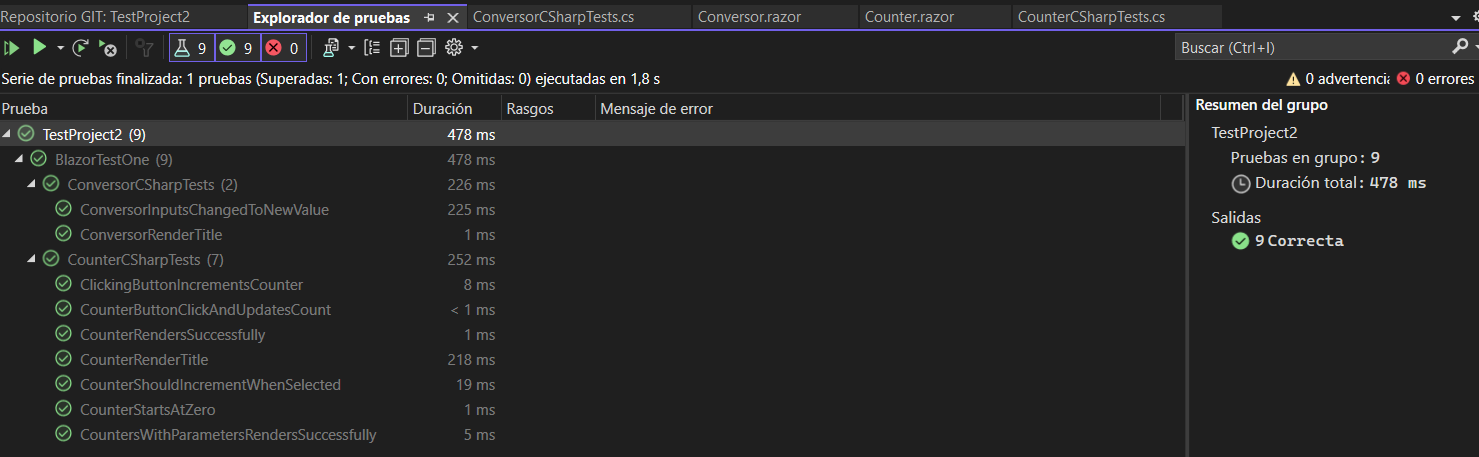 Repositorio GIT: TestProject2 Explorador de pruebas ConversorCSharpTests.cs Conversor.razor Counter.razor CounterCSharpTests.cs
9 9 0 Buscar (Ctrl+I)
Serie de pruebas finalizada: 1 pruebas (Superadas: 1; Con errores: 0; Omitidas: 0) ejecutadas en 1,8 s 0 advertencia 0 errores
Prueba Duración Rasgos Mensaje de error
TestProject2 (9) 478 ms
BlazorTestOne (9) 478 ms
ConversorCSharpTests (2) 226 ms
ConversorInputsChangedToNewValue 225 ms
ConversorRenderTitle 1 ms
CounterCSharpTests (7) 252 ms
ClickingButtonIncrementsCounter 8 ms
CounterButtonClickAndUpdatesCount < 1 ms
CounterRendersSuccessfully 1 ms
CounterRenderTitle 218 ms
CounterShouldIncrementWhenSelected 19 ms
CounterStartsAtZero 1 ms
CountersWithParametersRendersSuccessfully 5 ms
Resumen del grupo
TestProject2
Pruebas en grupo: 9
Duración total: 478 ms
Salidas
9 Correcta